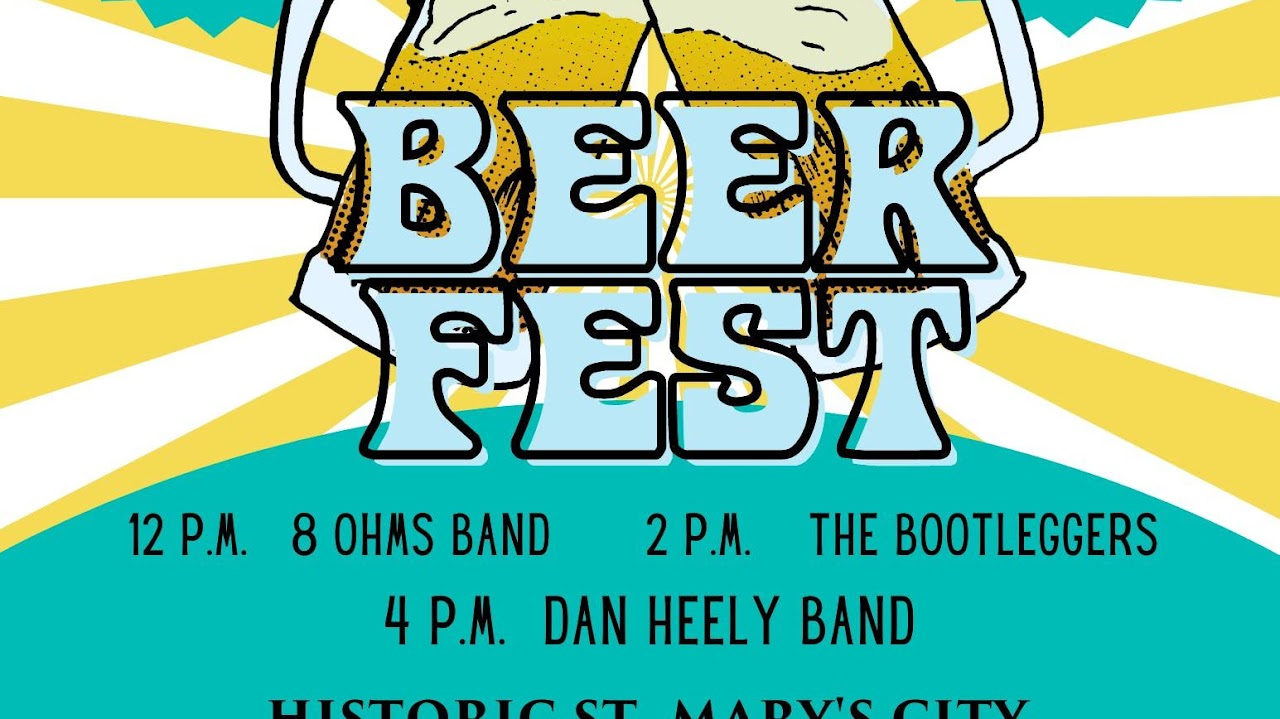 BEER
FEST
12 P.M. 8 OHMS BAND 2 P.M. THE BOOTLEGGERS
4 P.M. DAN HEELY BAND
HISTORIC ST. MARY'S CITY